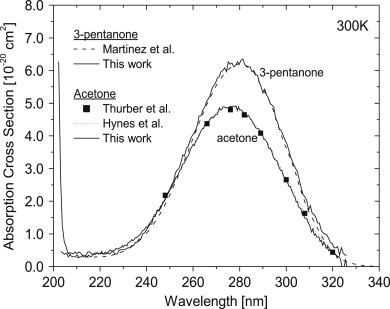 8.0
7.0
6.0
5.0
4.0
3.0
2.0
1.0
0.0
Absorption Cross Section [10⁻²⁰ cm²]
3-pentanone
Martinez et al.
This work
Acetone
Thurber et al.
Hynes et al.
This work
300K
3-pentanone
acetone
200 220 240 260 280 300 320 340
Wavelength [nm]